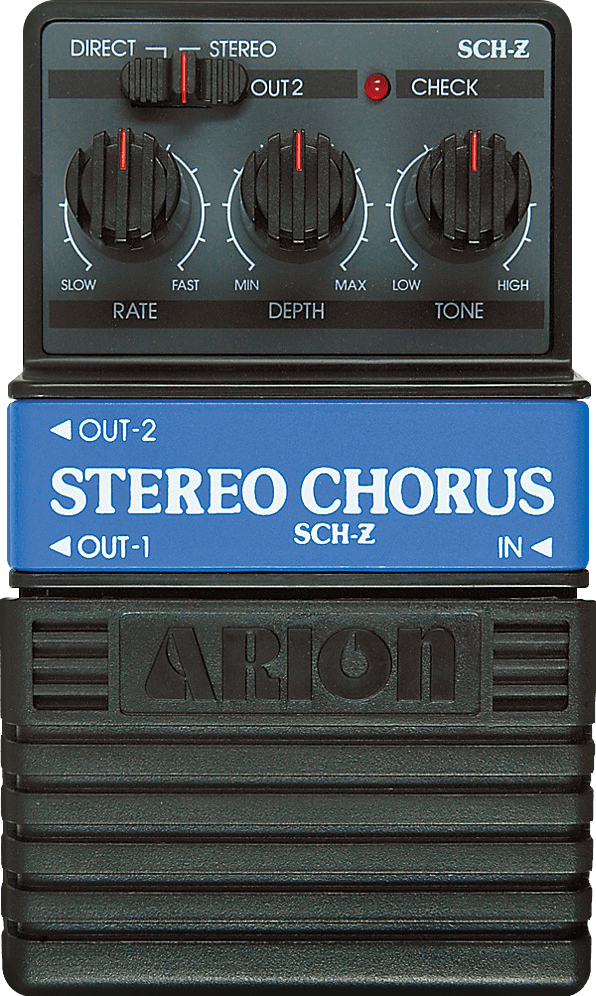 DIRECT STEREO SCH-Z
OUT2 CHECK
SLOW FAST MIN MAX LOW HIGH
RATE DEPTH TONE
◀OUT-2
STEREO CHORUS
SCH-Z
◀OUT-1 IN◀
ARION